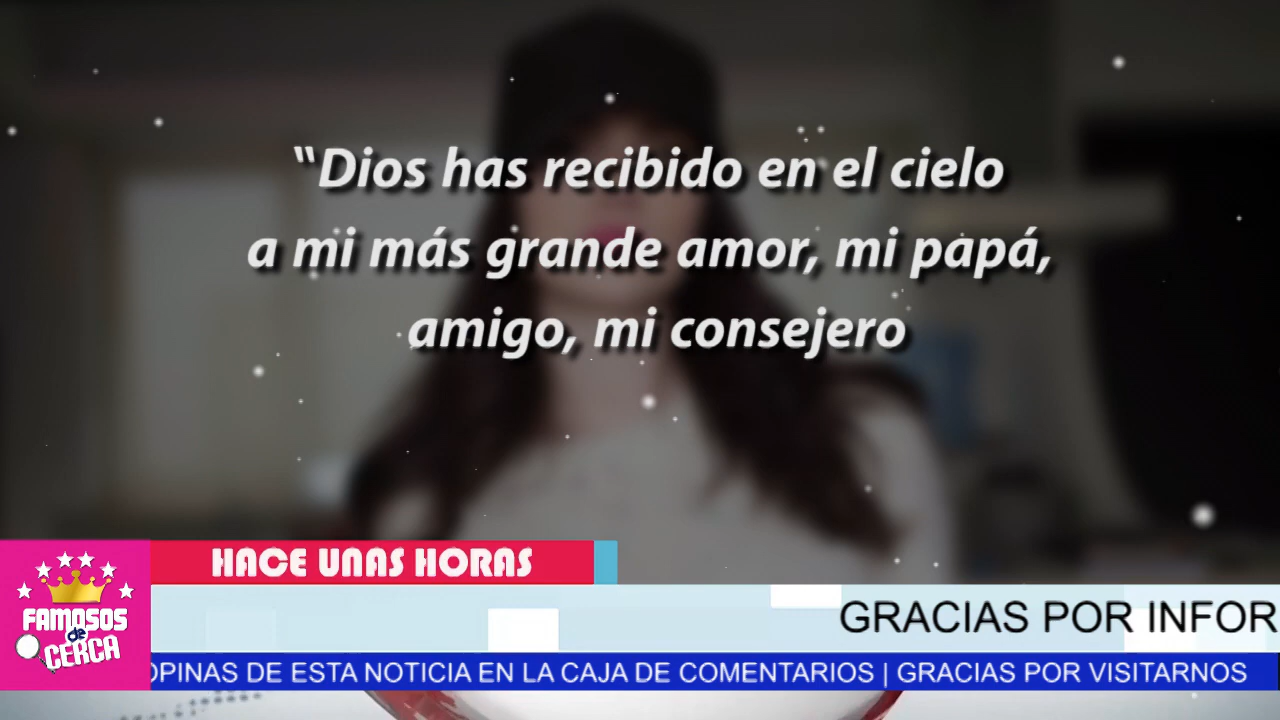 “Dios has recibido en el cielo
a mi más grande amor, mi papá,
amigo, mi consejero
HACE UNAS HORAS
GRACIAS POR INFOR
FAMOSOS
de
CERCA
OPINAS DE ESTA NOTICIA EN LA CAJA DE COMENTARIOS | GRACIAS POR VISITARNOS